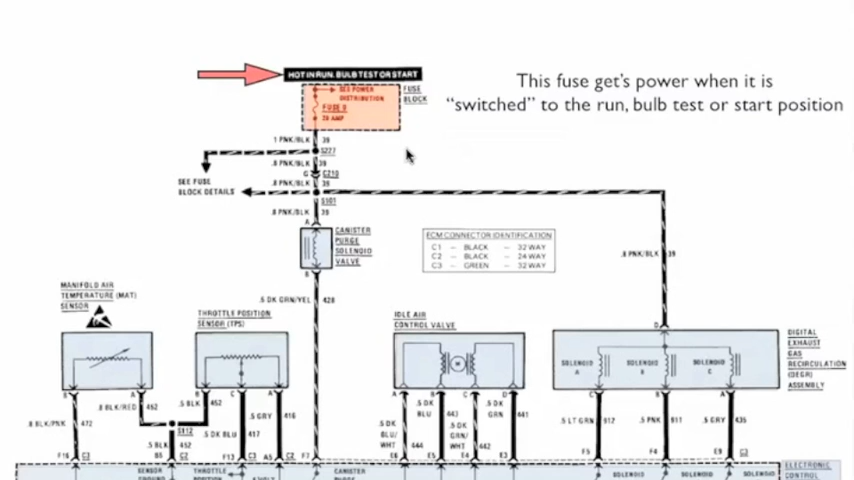 HOT IN RUN, BULB TEST OR START
This fuse get's power when it is
"switched" to the run, bulb test or start position
SEE POWER
DISTRIBUTION
FUSE
BLOCK
20 AMP
1 PNK/BLK 39
S227
.8 PNK/BLK 39
G C210
.8 PNK/BLK 39
SEE FUSE
BLOCK DETAILS
S101
.8 PNK/BLK 39
A
CANISTER
PURGE
SOLENOID
VALVE
B
ECM CONNECTOR IDENTIFICATION
C1 – BLACK – 32 WAY
C2 – BLACK – 24 WAY
C3 – GREEN – 32 WAY
.8 PNK/BLK 39
MANIFOLD AIR
TEMPERATURE (MAT)
SENSOR
.5 DK GRN/YEL 428
THROTTLE POSITION
SENSOR (TPS)
IDLE AIR
CONTROL VALVE
D
DIGITAL
EXHAUST
GAS
RECIRCULATION
(DEGR)
ASSEMBLY
SOLENOID
A
SOLENOID
B
SOLENOID
C
B A B C A B A B C D C B A
.8 BLK/PNK 472
.8 BLK/RED 452
.5 BLK 452
S112
.5 BLK 452
.5 DK BLU 417
.5 GRY 416
.5 DK
BLU/
WHT 444
.5 DK
BLU 443
.5 DK
GRN/
WHT 442
.5 DK
GRN 441
.5 LT GRN 912
.5 PNK 911
.5 GRY 435
F16 C3 B5 C2 F13 C3 A5 C2 F7 E6 E5 E4 E3 F5 F4 E9 C3
SENSOR
GROUND
THROTTLE
POSITION
CANISTER
PURGE
SOLENOID SOLENOID SOLENOID
ELECTRONIC
CONTROL